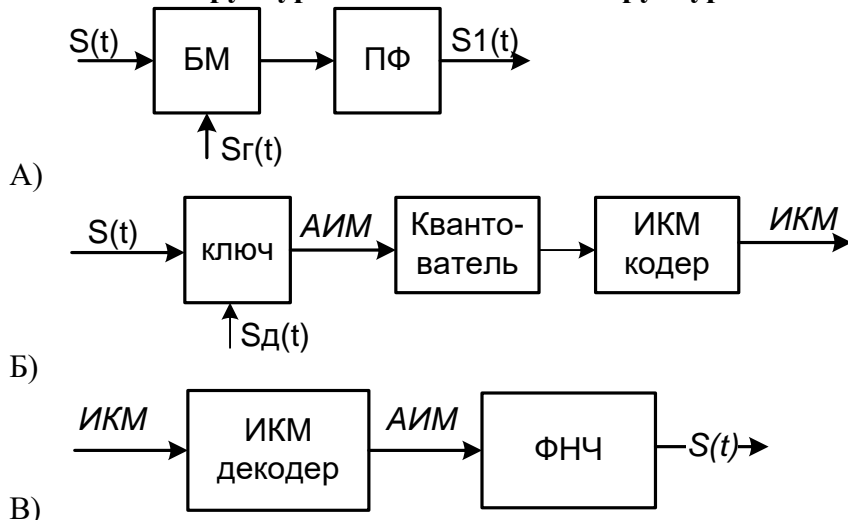 S(t) БМ ПФ S1(t)
Sг(t)
А)
S(t) ключ АИМ Кванто-
ватель ИКМ
кодер ИКМ
Sд(t)
Б)
ИКМ ИКМ
декодер АИМ ФНЧ S(t)
В)